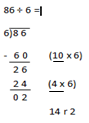 86 ÷ 6 =
6)86
- 60 (10 x 6)
26
24 (4 x 6)
02
14 r 2